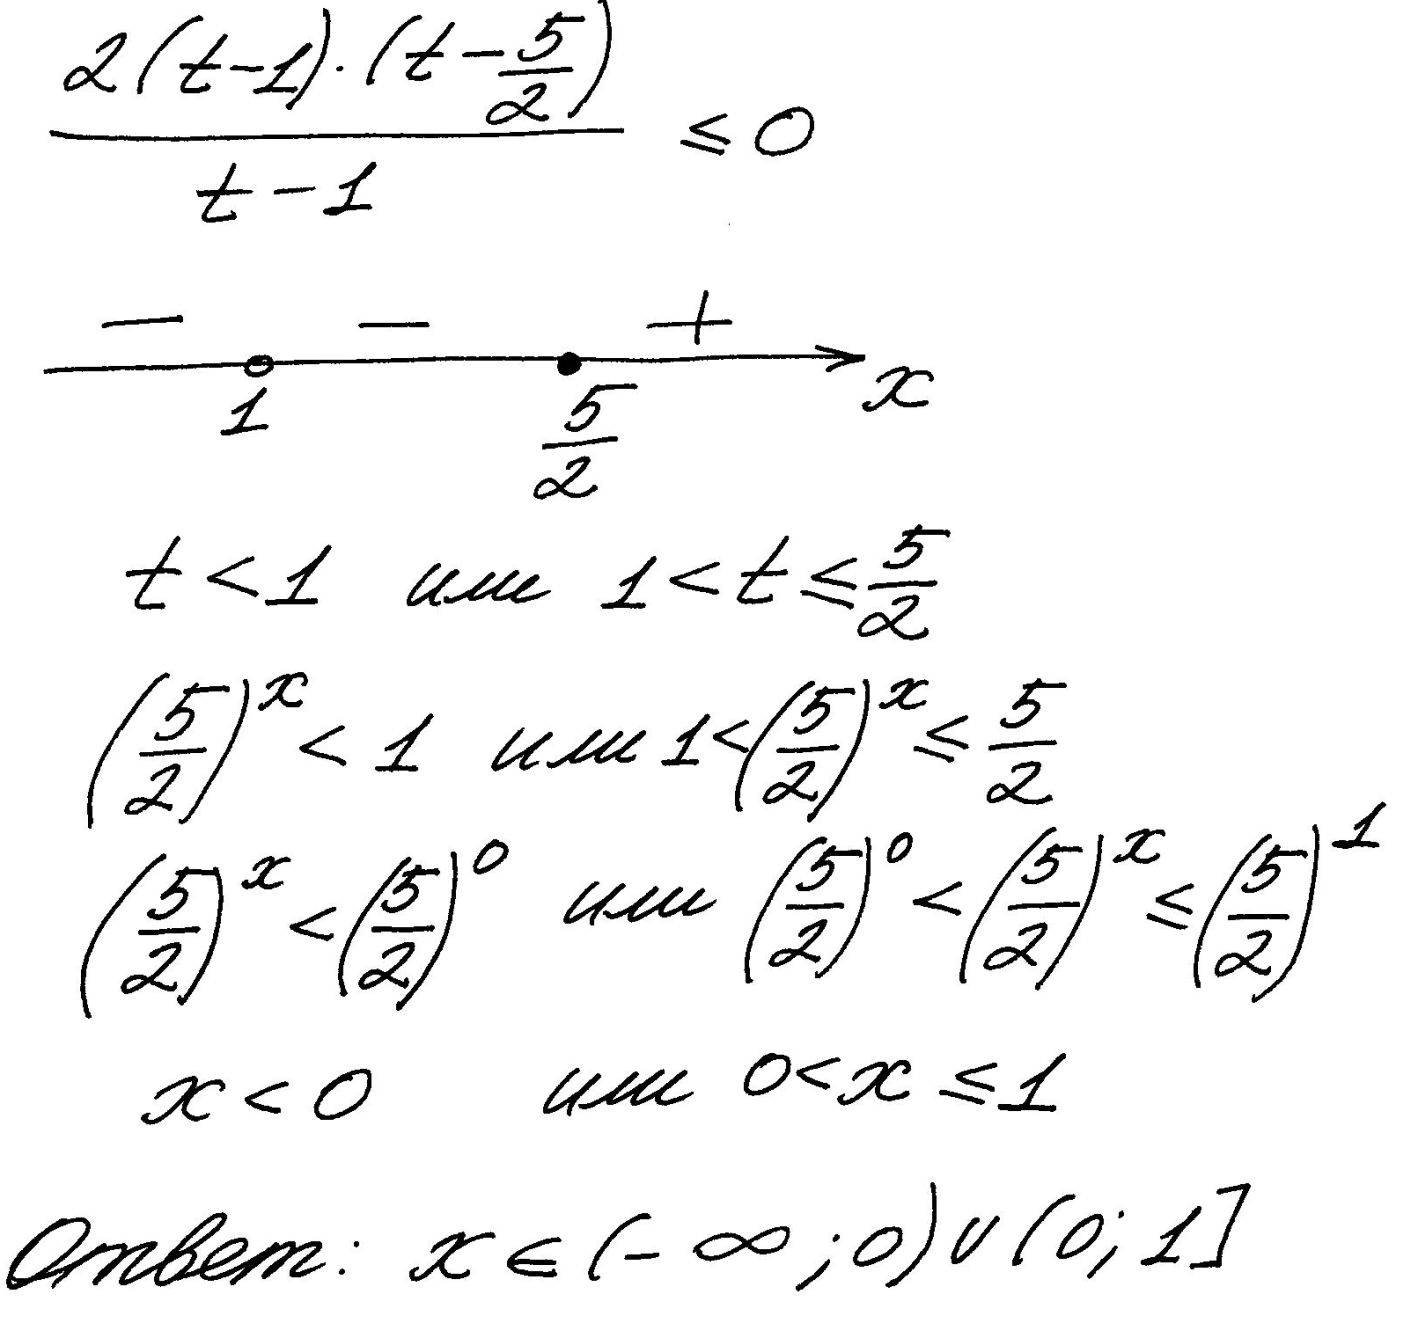 2(t-1)·(t-5/2)
t-1 ≤ 0
— — +
1 5/2 x
t<1 или 1<t≤5/2
(5/2)^x < 1 или 1<(5/2)^x ≤ 5/2
(5/2)^x < (5/2)^0 или (5/2)^0 < (5/2)^x ≤ (5/2)^1
x<0 или 0<x≤1
Ответ: x∈(-∞;0)∪(0;1]